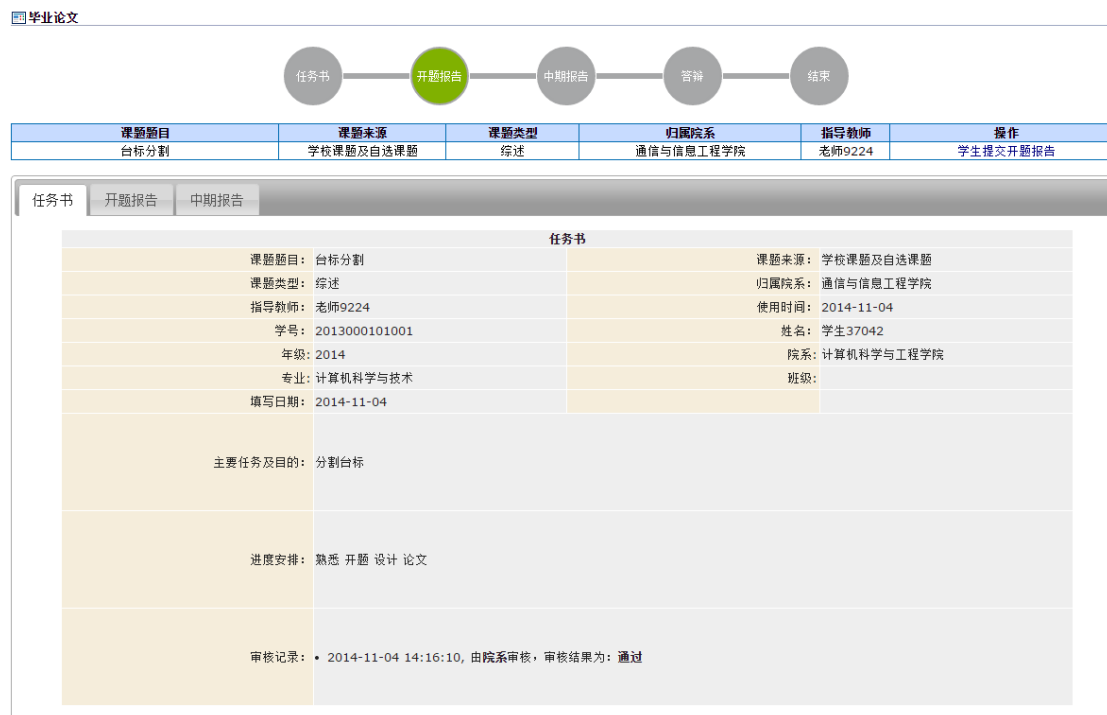 毕业论文
任务书 开题报告 中期报告 答辩 结束
课题题目 课题来源 课题类型 归属院系 指导教师 操作
台标分割 学校课题及自选课题 综述 通信与信息工程学院 老师9224 学生提交开题报告
任务书 开题报告 中期报告
任务书
课题题目: 台标分割 课题来源: 学校课题及自选课题
课题类型: 综述 归属院系: 通信与信息工程学院
指导教师: 老师9224 使用时间: 2014-11-04
学号: 2013000101001 姓名: 学生37042
年级: 2014 院系: 计算机科学与工程学院
专业: 计算机科学与技术 班级:
填写日期: 2014-11-04
主要任务及目的: 分割台标
进度安排: 熟悉 开题 设计 论文
审核记录: • 2014-11-04 14:16:10, 由院系审核，审核结果为: 通过